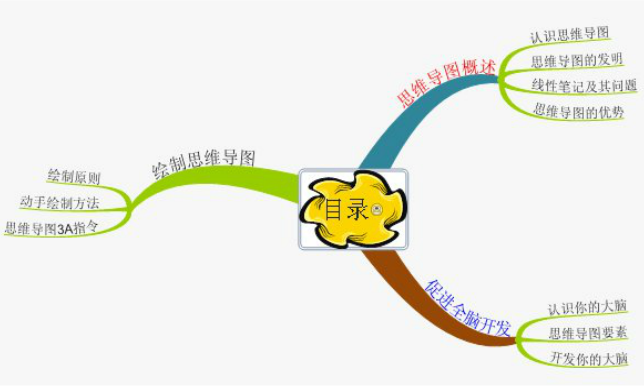 目录
思维导图概述
认识思维导图
思维导图的发明
线性笔记及其问题
思维导图的优势
促进全脑开发
认识你的大脑
思维导图要素
开发你的大脑
绘制思维导图
绘制原则
动手绘制方法
思维导图3A指令